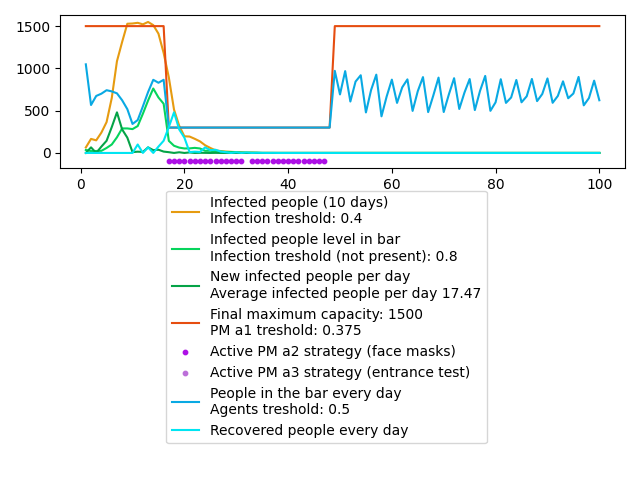 1500
1000
500
0
0 20 40 60 80 100
Infected people (10 days)
Infection treshold: 0.4
Infected people level in bar
Infection treshold (not present): 0.8
New infected people per day
Average infected people per day 17.47
Final maximum capacity: 1500
PM a1 treshold: 0.375
Active PM a2 strategy (face masks)
Active PM a3 strategy (entrance test)
People in the bar every day
Agents treshold: 0.5
Recovered people every day